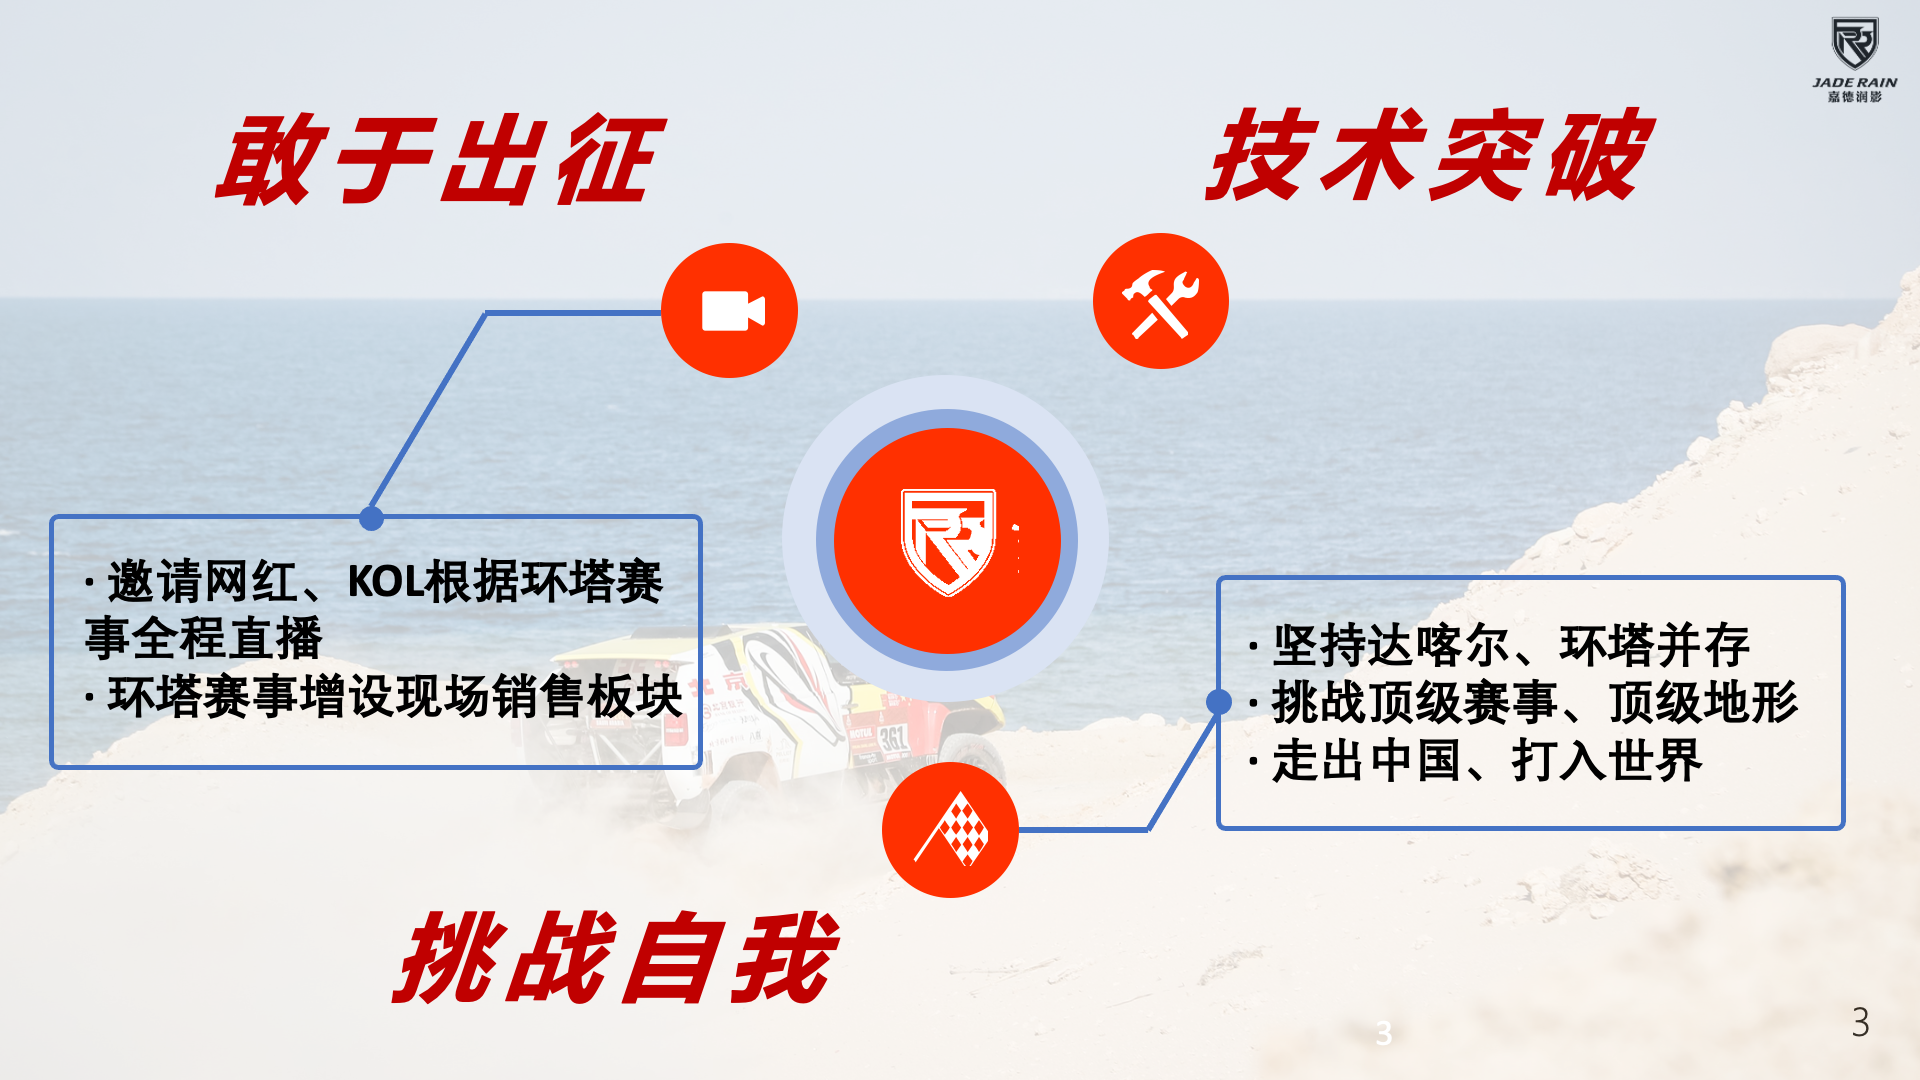 JADE RAIN
嘉德润影
敢于出征
技术突破
· 邀请网红、KOL根据环塔赛
事全程直播
· 环塔赛事增设现场销售板块
· 坚持达喀尔、环塔并存
· 挑战顶级赛事、顶级地形
· 走出中国、打入世界
北京
361
挑战自我
3
3